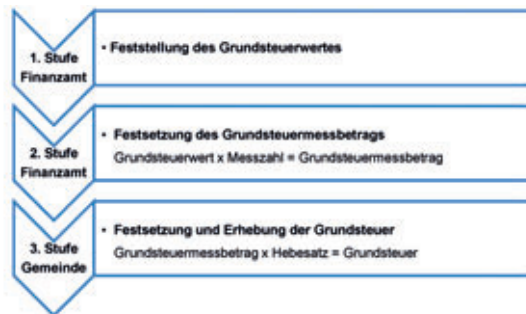 1. Stufe
Finanzamt
• Feststellung des Grundsteuerwertes
2. Stufe
Finanzamt
• Festsetzung des Grundsteuermessbetrags
Grundsteuerwert x Messzahl = Grundsteuermessbetrag
3. Stufe
Gemeinde
• Festsetzung und Erhebung der Grundsteuer
Grundsteuermessbetrag x Hebesatz = Grundsteuer